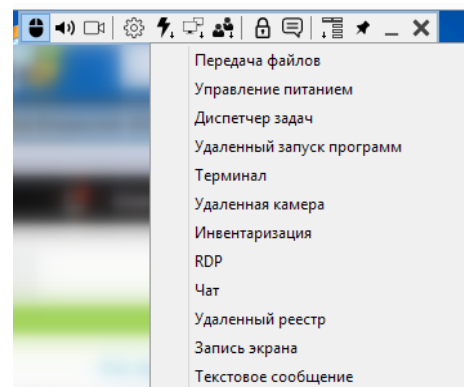 Передача файлов
Управление питанием
Диспетчер задач
Удаленный запуск программ
Терминал
Удаленная камера
Инвентаризация
RDP
Чат
Удаленный реестр
Запись экрана
Текстовое сообщение